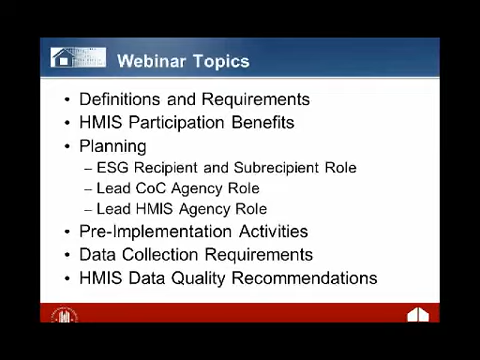 Webinar Topics
• Definitions and Requirements
• HMIS Participation Benefits
• Planning
– ESG Recipient and Subrecipient Role
– Lead CoC Agency Role
– Lead HMIS Agency Role
• Pre-Implementation Activities
• Data Collection Requirements
• HMIS Data Quality Recommendations